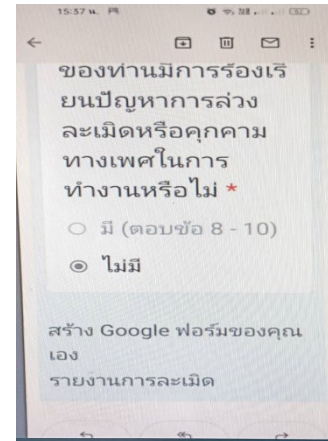 15:37 น.
ของท่านมีการร้องเรี
ยนปัญหาการล่วง
ละเมิดหรือคุกคาม
ทางเพศในการ
ทำงานหรือไม่ *
มี (ตอบข้อ 8 - 10)
ไม่มี
สร้าง Google ฟอร์มของคุณ
เอง
รายงานการละเมิด